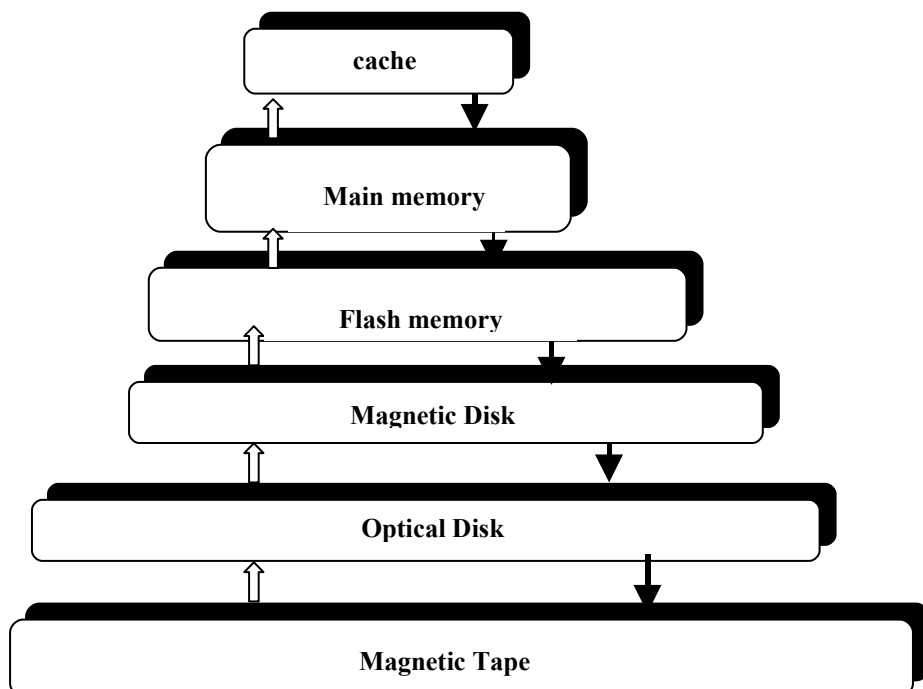 cache
Main memory
Flash memory
Magnetic Disk
Optical Disk
Magnetic Tape